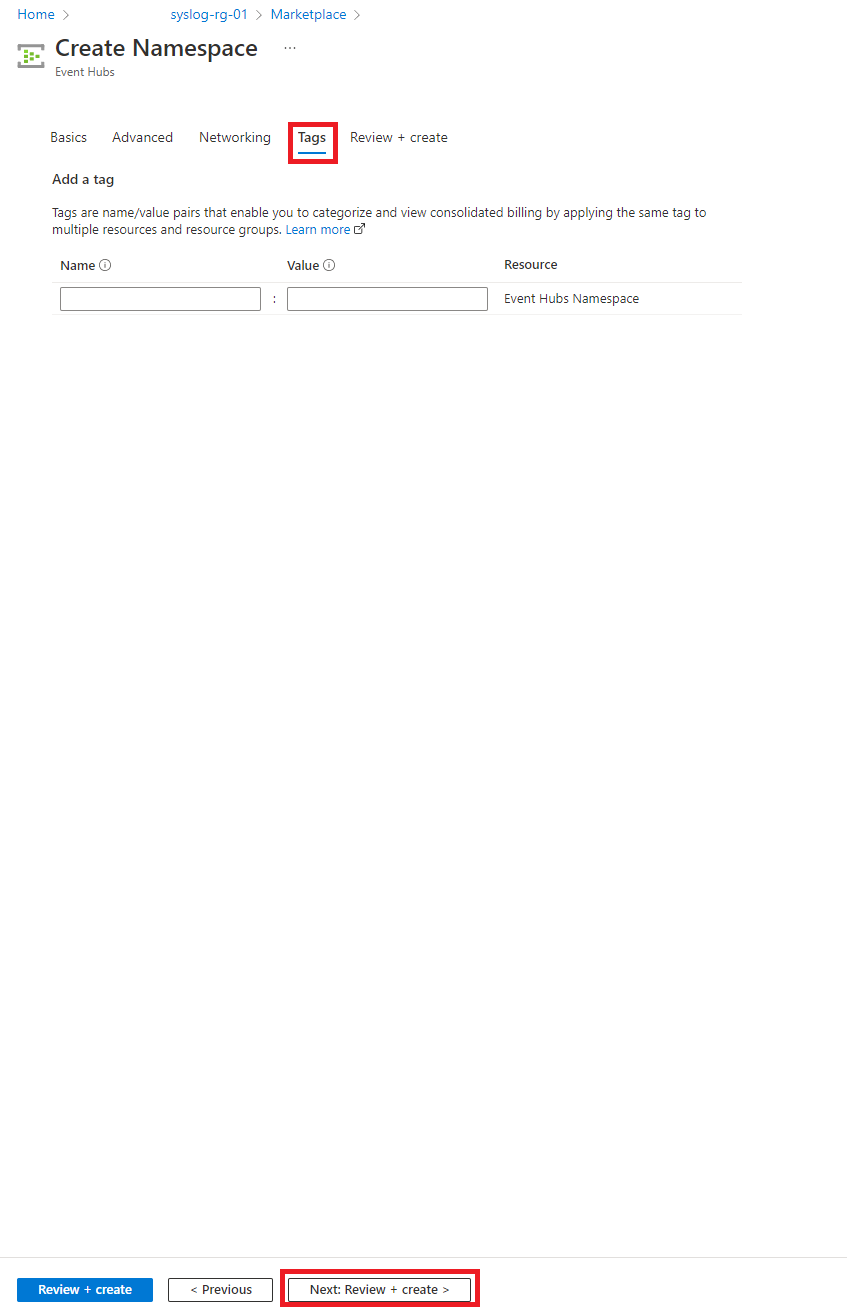 Home > syslog-rg-01 > Marketplace >
Create Namespace ...
Event Hubs
Basics Advanced Networking Tags Review + create
Add a tag
Tags are name/value pairs that enable you to categorize and view consolidated billing by applying the same tag to
multiple resources and resource groups. Learn more
Name Value Resource
: Event Hubs Namespace
Review + create < Previous Next: Review + create >